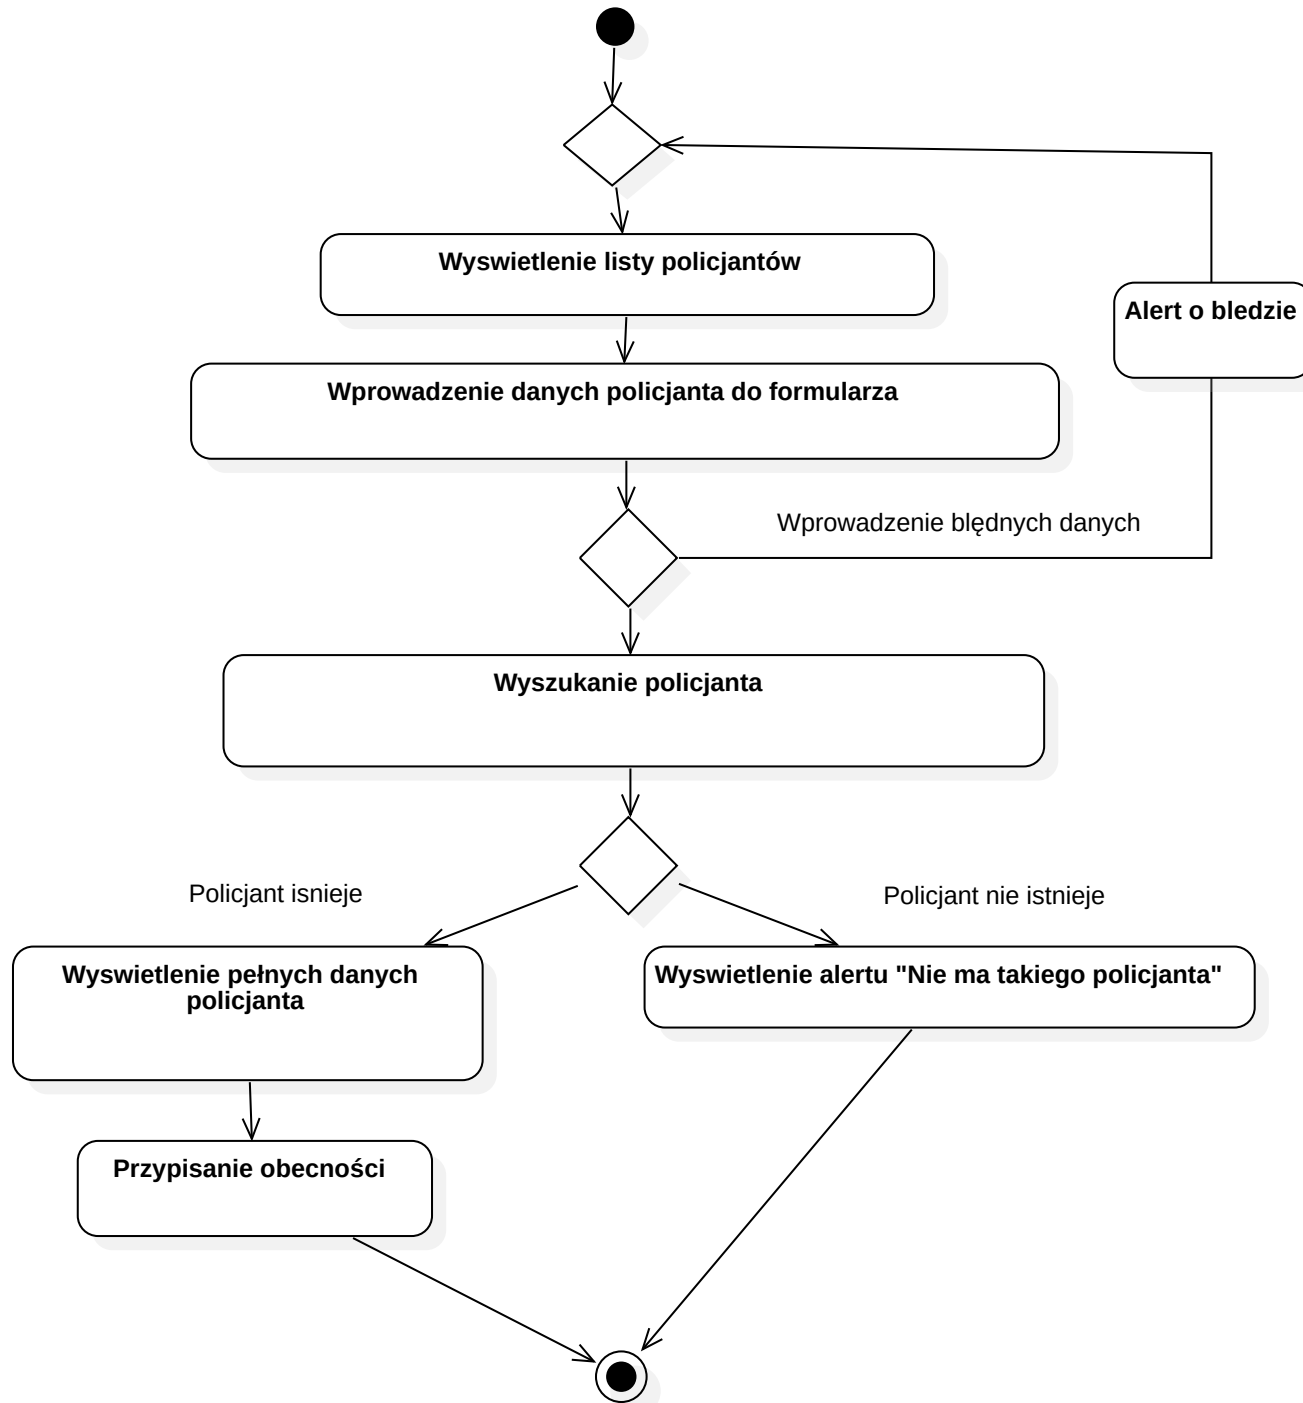 Wyswietlenie listy policjantów
Alert o bledzie
Wprowadzenie danych policjanta do formularza
Wprowadzenie błędnych danych
Wyszukanie policjanta
Policjant isnieje
Policjant nie istnieje
Wyswietlenie pełnych danych
policjanta
Wyswietlenie alertu "Nie ma takiego policjanta"
Przypisanie obecności